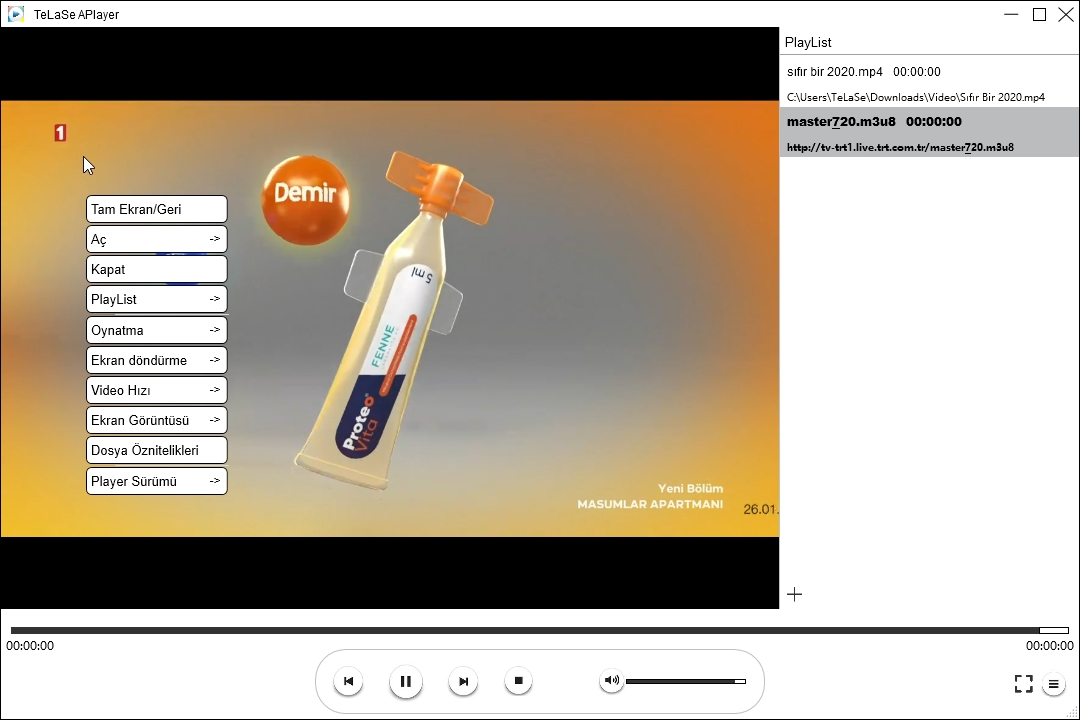 TeLaSe APlayer
PlayList
sıfır bir 2020.mp4 00:00:00
C:\Users\TeLaSe\Downloads\Video\Sıfır Bir 2020.mp4
master720.m3u8 00:00:00
http://tv-trt1.live.trt.com.tr/master720.m3u8
1
Demir
Tam Ekran/Geri
Aç ->
Kapat
PlayList ->
Oynatma ->
Ekran döndürme ->
Video Hızı ->
Ekran Görüntüsü ->
Dosya Öznitelikleri
Player Sürümü ->
5 ml
FENNE
Proteo
Vita
Yeni Bölüm
MASUMLAR APARTMANI
26.01.
00:00:00
00:00:00